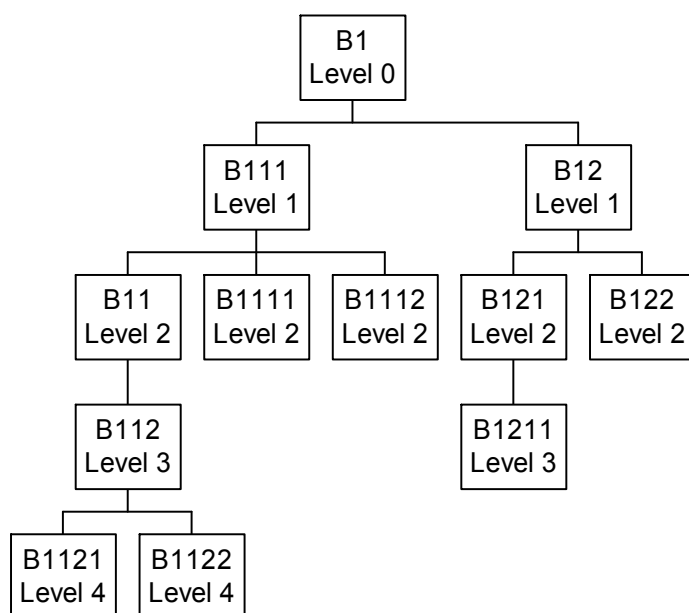 B1
Level 0
B111
Level 1
B12
Level 1
B11
Level 2
B1111
Level 2
B1112
Level 2
B121
Level 2
B122
Level 2
B112
Level 3
B1211
Level 3
B1121
Level 4
B1122
Level 4